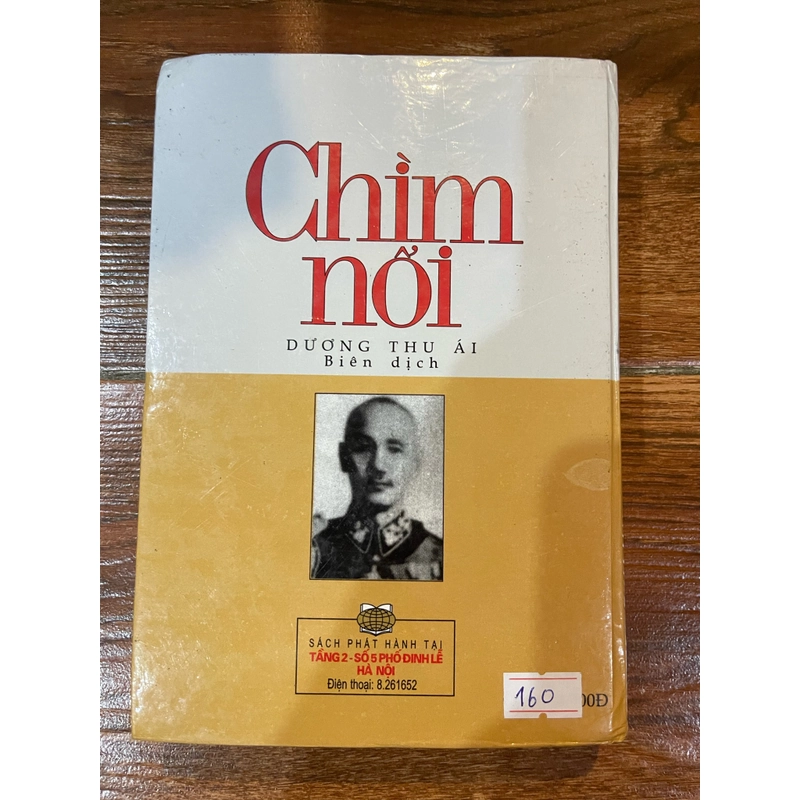 Chìm
nổi
DƯƠNG THU ÁI
Biên dịch
SÁCH PHÁT HÀNH TẠI
TẦNG 2 - SỐ 5 PHỐ ĐINH LỄ
HÀ NỘI
Điện thoại: 8.261652
160 00Đ